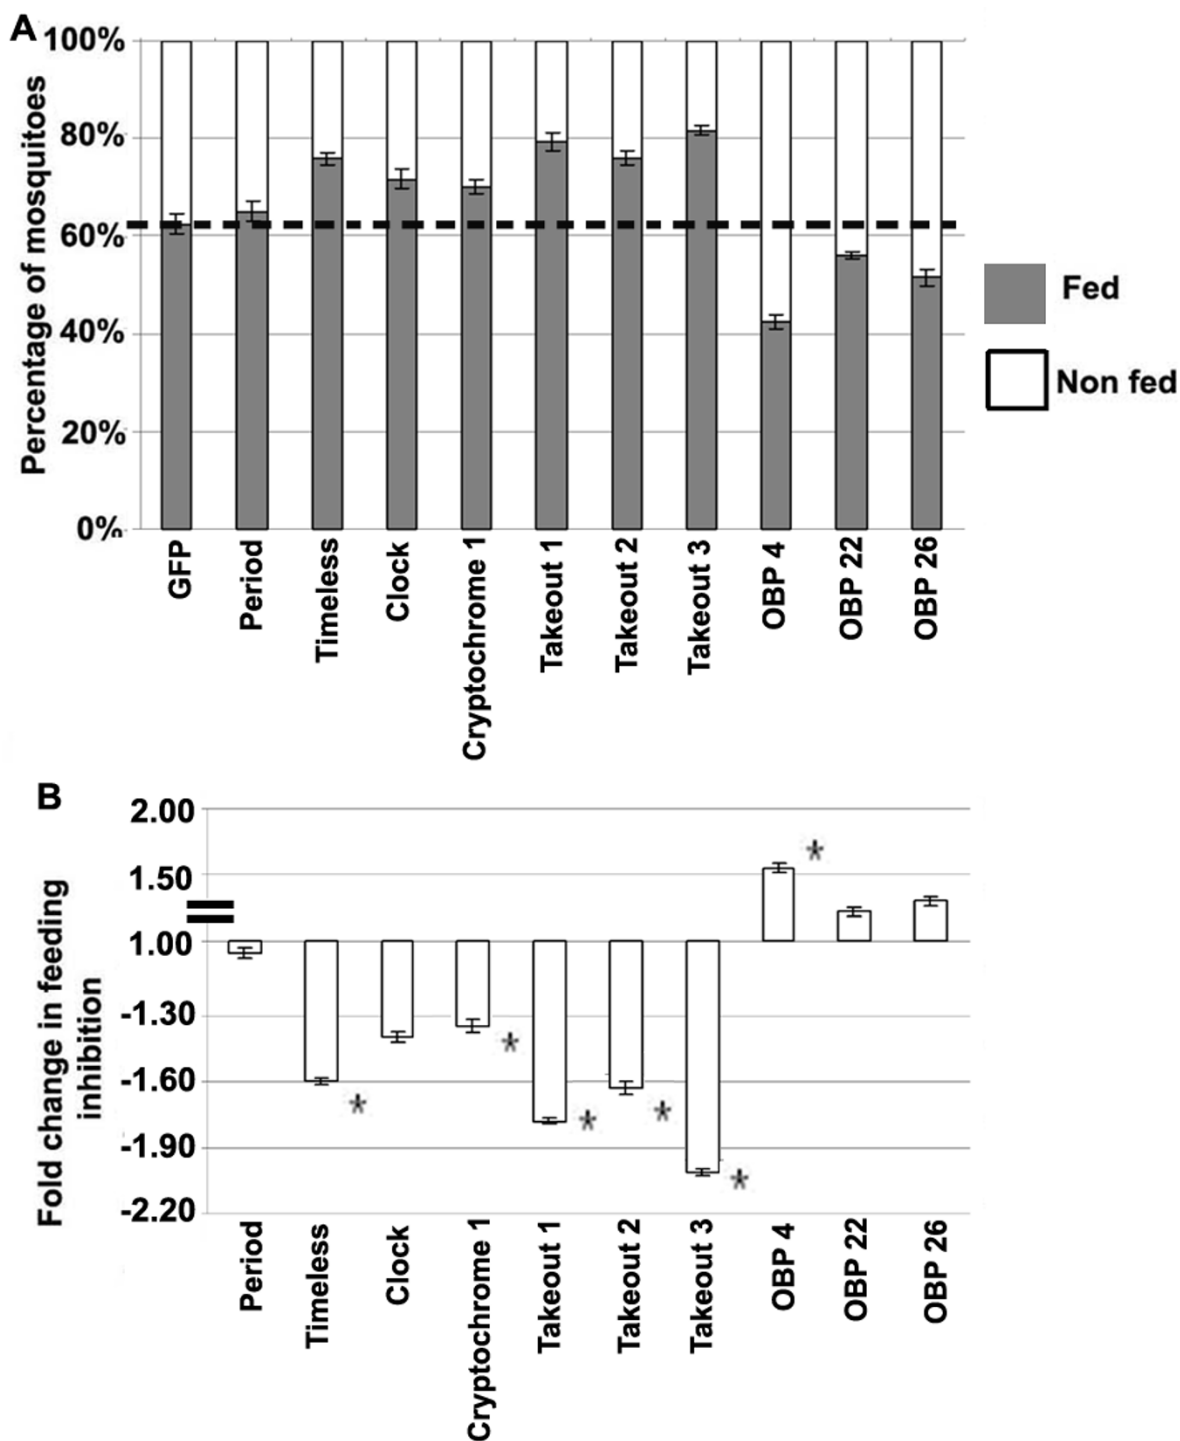 A
100%
80%
60%
40%
20%
0%
Percentage of mosquitoes
GFP
Period
Timeless
Clock
Cryptochrome 1
Takeout 1
Takeout 2
Takeout 3
OBP 4
OBP 22
OBP 26
Fed
Non fed
B
2.00
1.50
1.00
-1.30
-1.60
-1.90
-2.20
Fold change in feeding
inhibition
*
*
*
*
*
*
Period
Timeless
Clock
Cryptochrome 1
Takeout 1
Takeout 2
Takeout 3
OBP 4
OBP 22
OBP 26